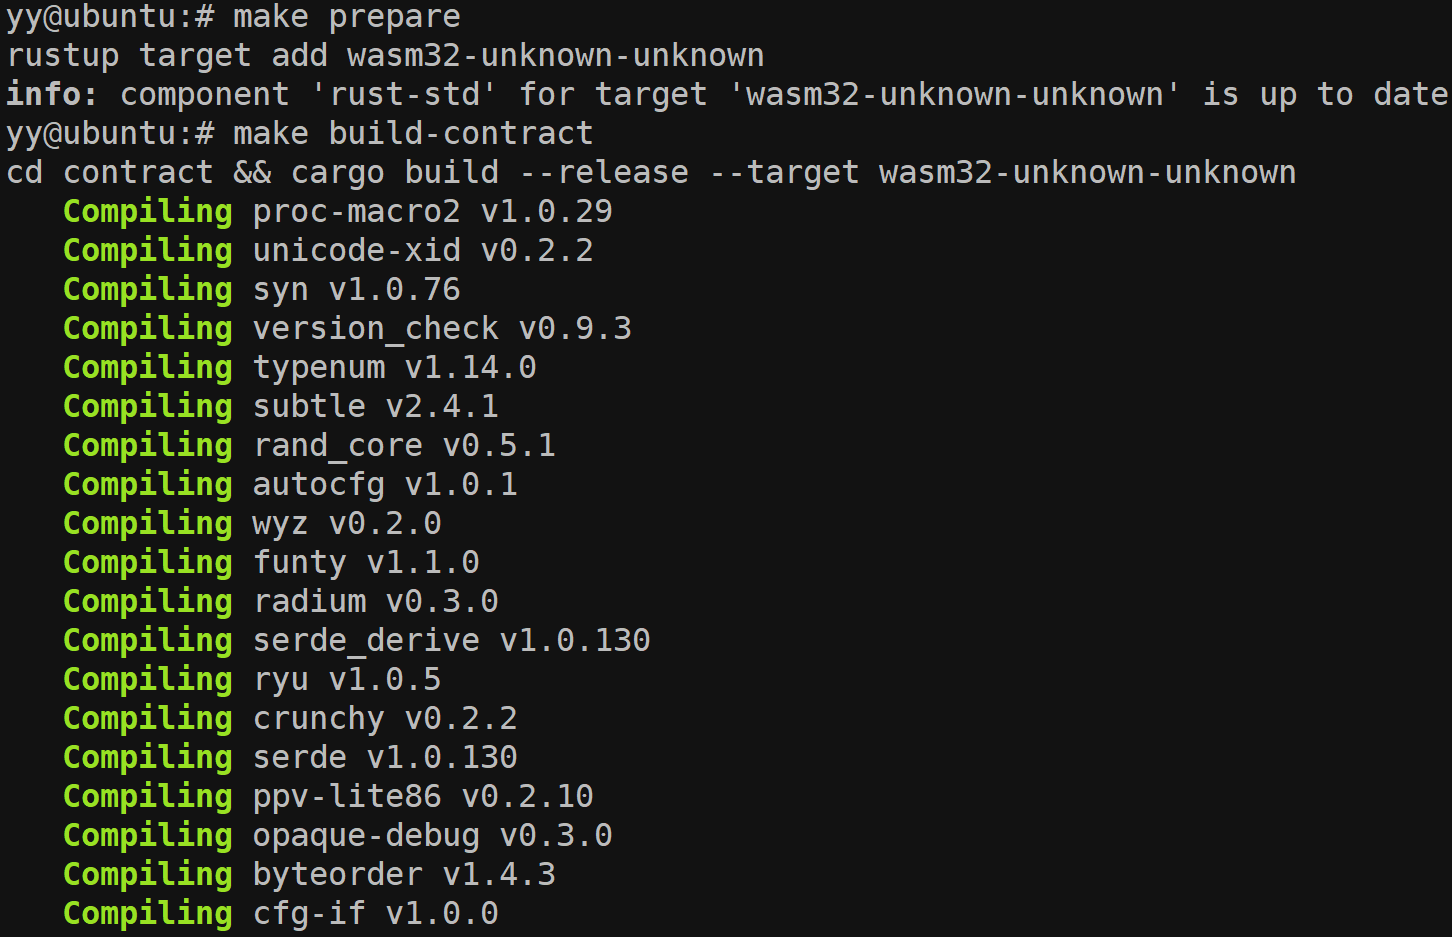 yy@ubuntu:# make prepare
rustup target add wasm32-unknown-unknown
info: component 'rust-std' for target 'wasm32-unknown-unknown' is up to date
yy@ubuntu:# make build-contract
cd contract && cargo build --release --target wasm32-unknown-unknown
Compiling proc-macro2 v1.0.29
Compiling unicode-xid v0.2.2
Compiling syn v1.0.76
Compiling version_check v0.9.3
Compiling typenum v1.14.0
Compiling subtle v2.4.1
Compiling rand_core v0.5.1
Compiling autocfg v1.0.1
Compiling wyz v0.2.0
Compiling funty v1.1.0
Compiling radium v0.3.0
Compiling serde_derive v1.0.130
Compiling ryu v1.0.5
Compiling crunchy v0.2.2
Compiling serde v1.0.130
Compiling ppv-lite86 v0.2.10
Compiling opaque-debug v0.3.0
Compiling byteorder v1.4.3
Compiling cfg-if v1.0.0